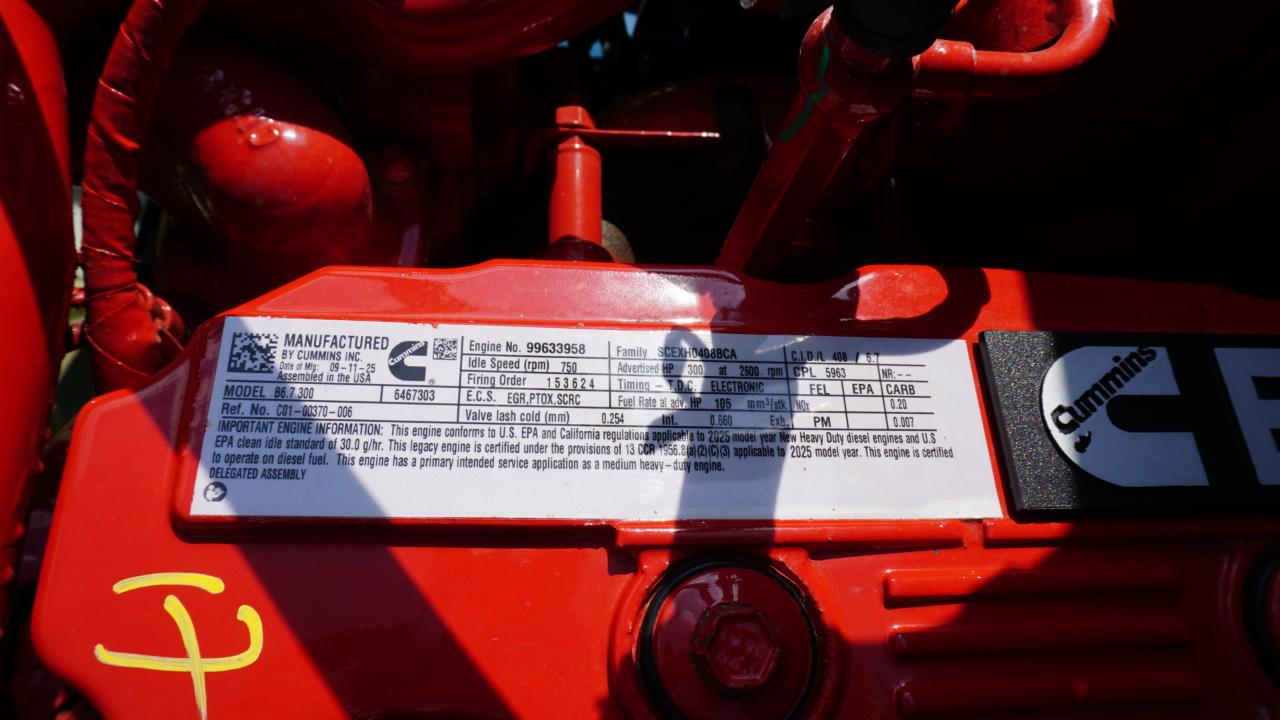 MANUFACTURED
BY CUMMINS INC.
Date of Mfg: 09-11-25
Assembled in the USA
Cummins
®
MODEL B6.7 300
6467303
Ref. No. C01-00370-006
Engine No. 99633958
Idle Speed (rpm) 750
Firing Order 1 5 3 6 2 4
E.C.S. EGR,PTOX,SCRC
Valve lash cold (mm) 0.254 Int. 0.660 Exh.
Family SCEXH0408BCA
Advertised HP 300 at 2600 rpm
Timing - T.D.C. ELECTRONIC
Fuel Rate at adv. HP 105 mm³/stk.
C.I.D./L 408 / 6.7
CPL 5963 NR: --
FEL EPA CARB
NOx 0.20
PM 0.007
IMPORTANT ENGINE INFORMATION: This engine conforms to U.S. EPA and California regulations applicable to 2025 model year New Heavy Duty diesel engines and U.S
EPA clean idle standard of 30.0 g/hr. This legacy engine is certified under the provisions of 13 CCR 1956.8(a)(2)(C)(3) applicable to 2025 model year. This engine is certified
to operate on diesel fuel. This engine has a primary intended service application as a medium heavy-duty engine.
DELEGATED ASSEMBLY
Cummins